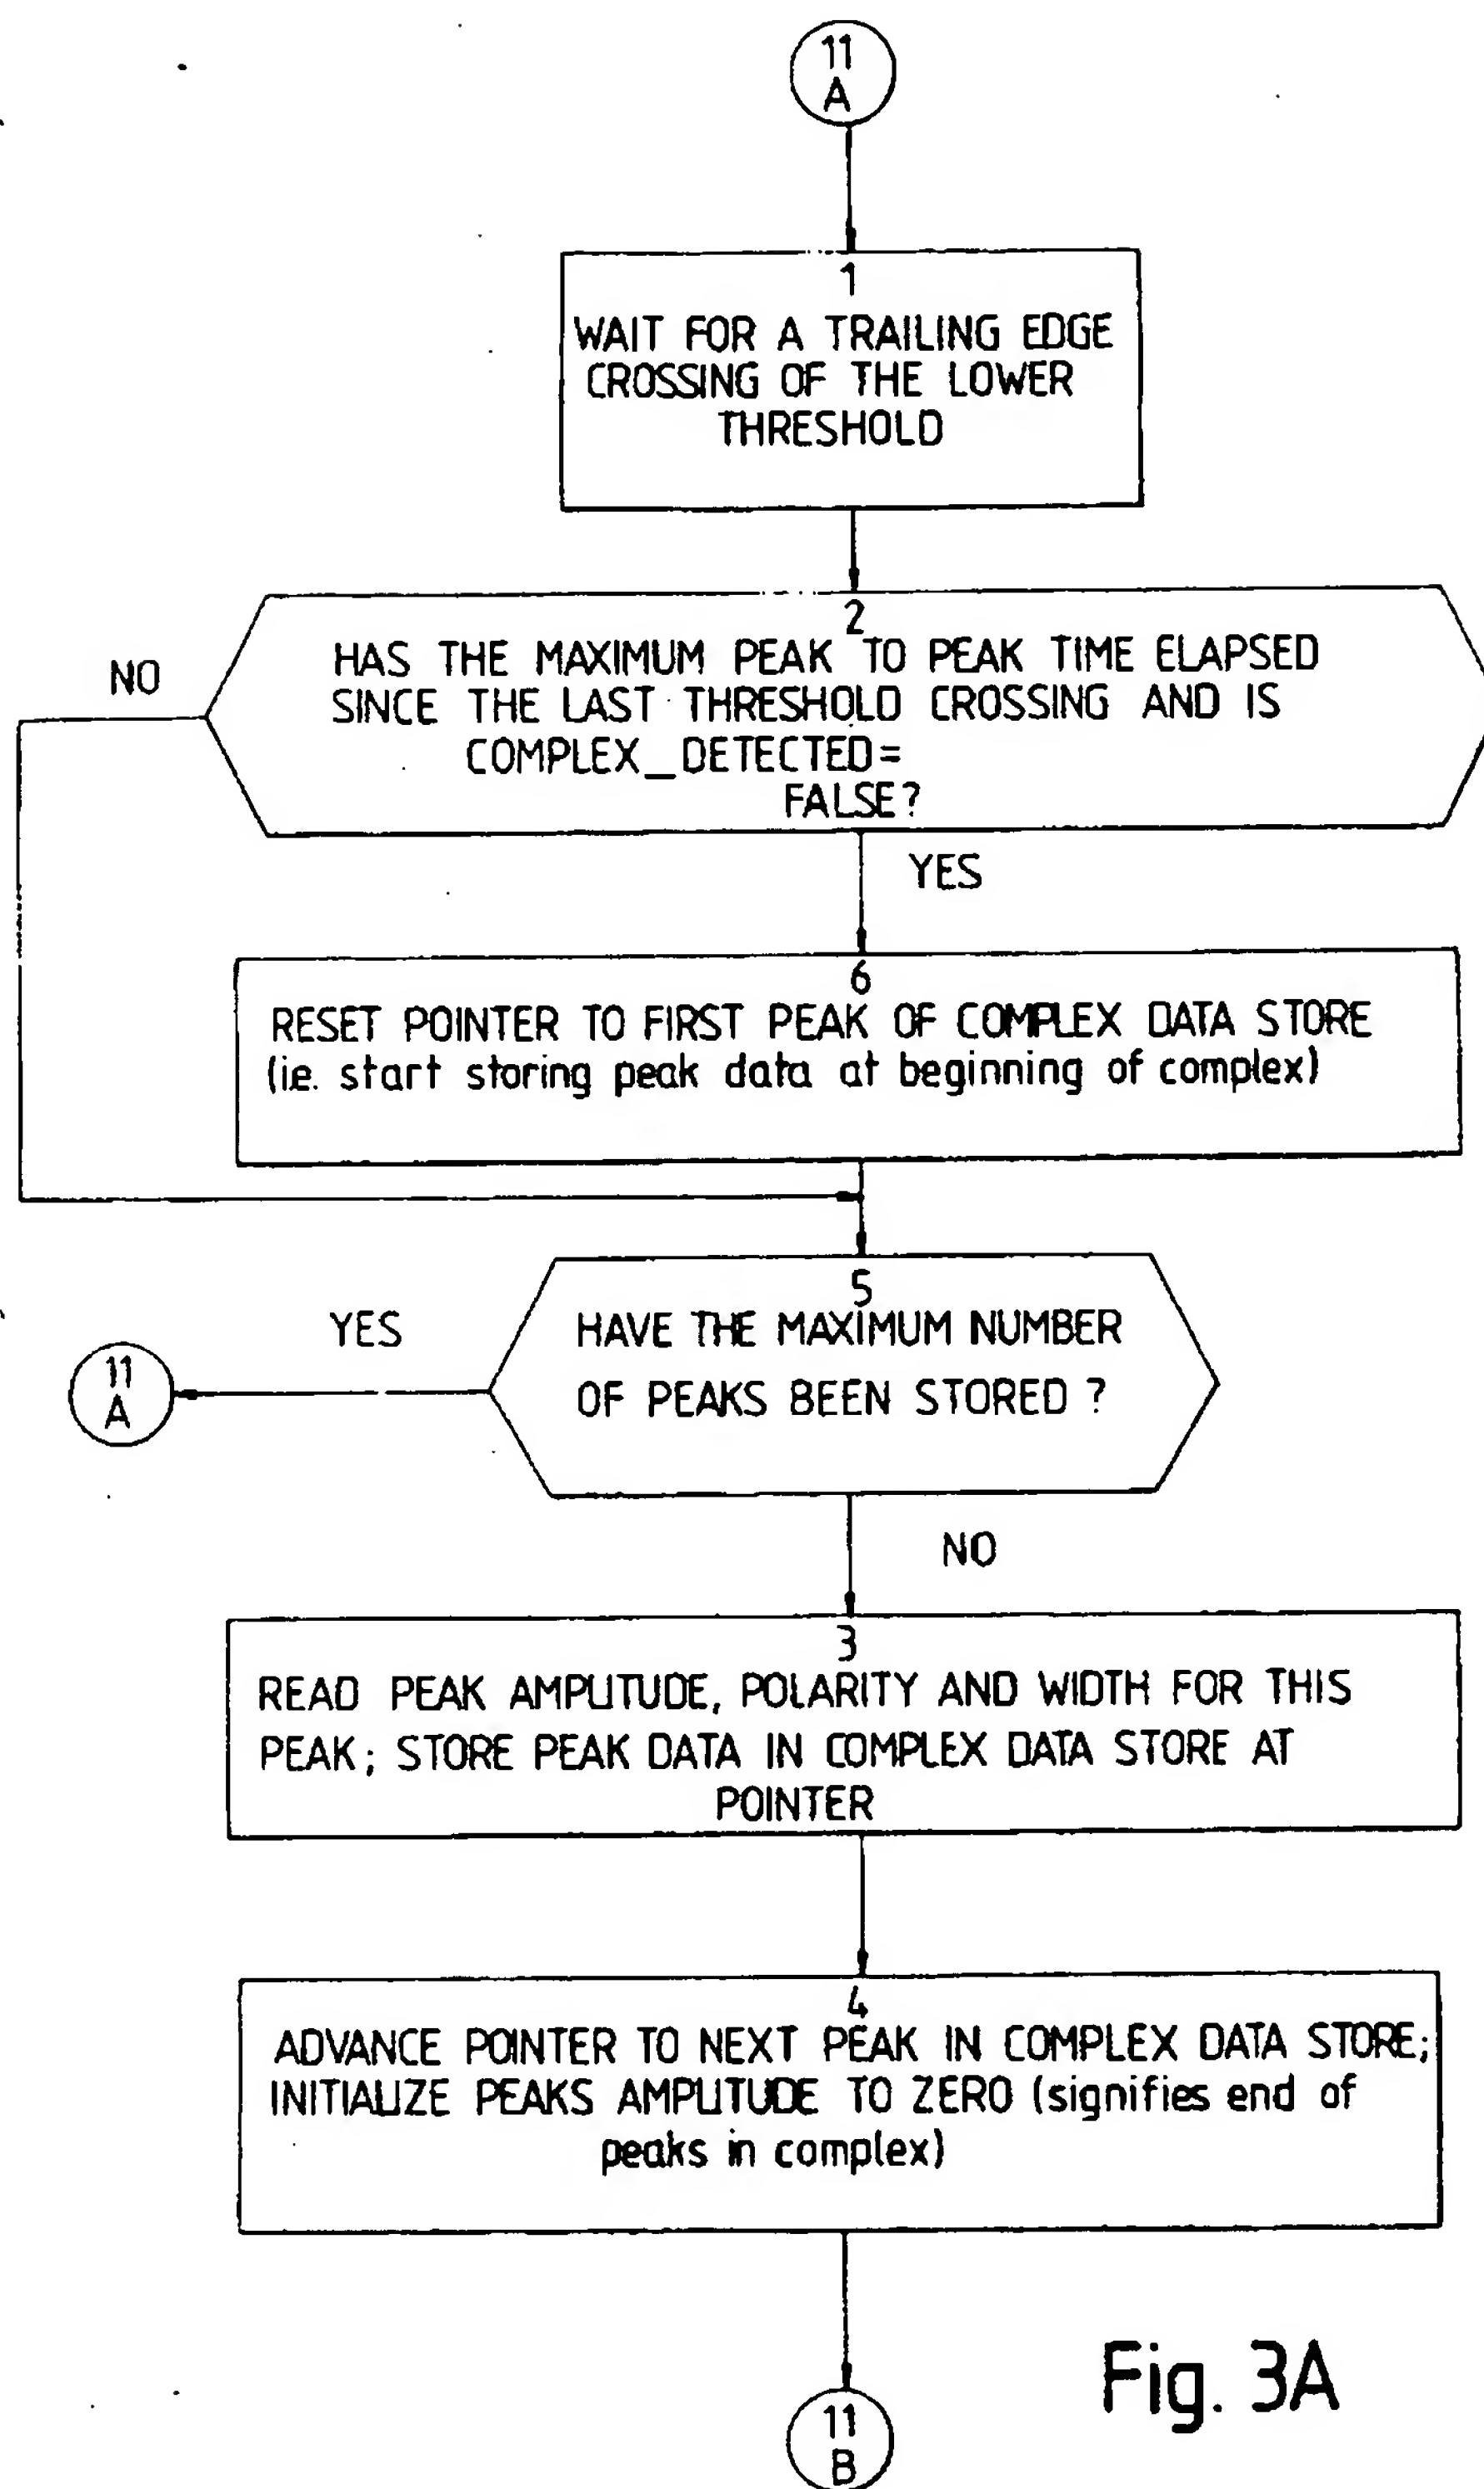 11
A
1
WAIT FOR A TRAILING EDGE
CROSSING OF THE LOWER
THRESHOLD
2
HAS THE MAXIMUM PEAK TO PEAK TIME ELAPSED
SINCE THE LAST THRESHOLD CROSSING AND IS
COMPLEX_DETECTED=
FALSE?
NO
YES
6
RESET POINTER TO FIRST PEAK OF COMPLEX DATA STORE
(i.e. start storing peak data at beginning of complex)
5
HAVE THE MAXIMUM NUMBER
OF PEAKS BEEN STORED ?
YES
11
A
NO
3
READ PEAK AMPLITUDE, POLARITY AND WIDTH FOR THIS
PEAK; STORE PEAK DATA IN COMPLEX DATA STORE AT
POINTER
4
ADVANCE POINTER TO NEXT PEAK IN COMPLEX DATA STORE;
INITIALIZE PEAKS AMPLITUDE TO ZERO (signifies end of
peaks in complex)
11
B
Fig. 3A